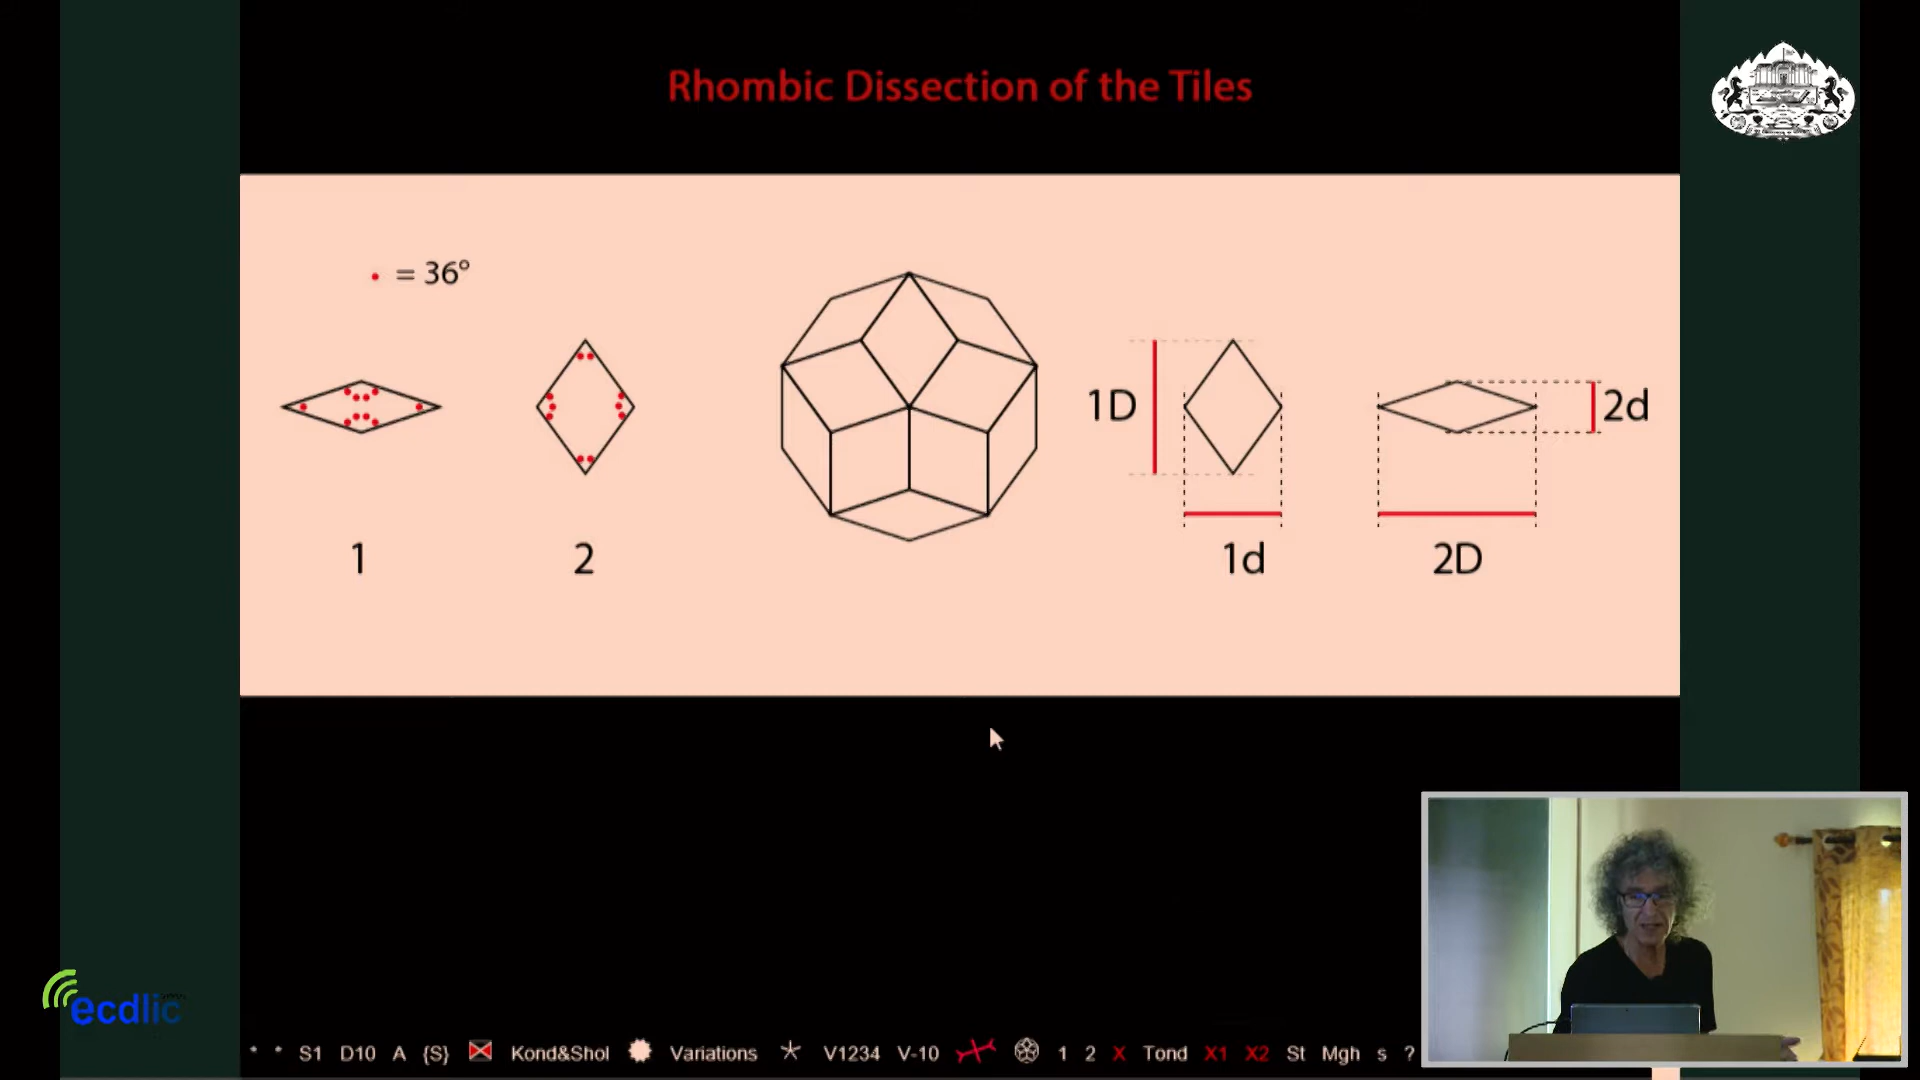 Rhombic Dissection of the Tiles
= 36°
1D
2d
1
2
1d
2D
ecdlic
* * S1 D10 A {S} Kond&Shol Variations V1234 V-10 1 2 X Tond X1 X2 St Mgh s ?